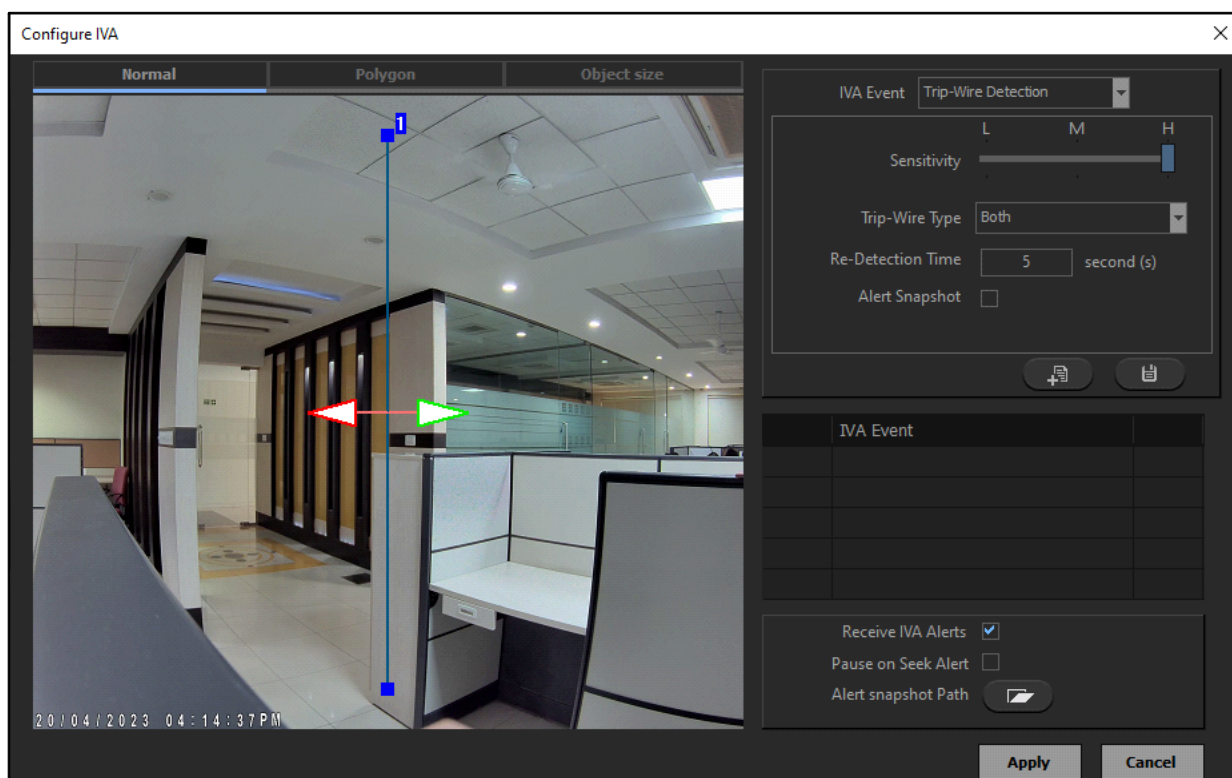 Configure IVA
Normal Polygon Object size
1
20/04/2023 04:14:37PM
IVA Event Trip-Wire Detection
L M H
Sensitivity
Trip-Wire Type Both
Re-Detection Time 5 second (s)
Alert Snapshot
IVA Event
Receive IVA Alerts
Pause on Seek Alert
Alert snapshot Path
Apply Cancel